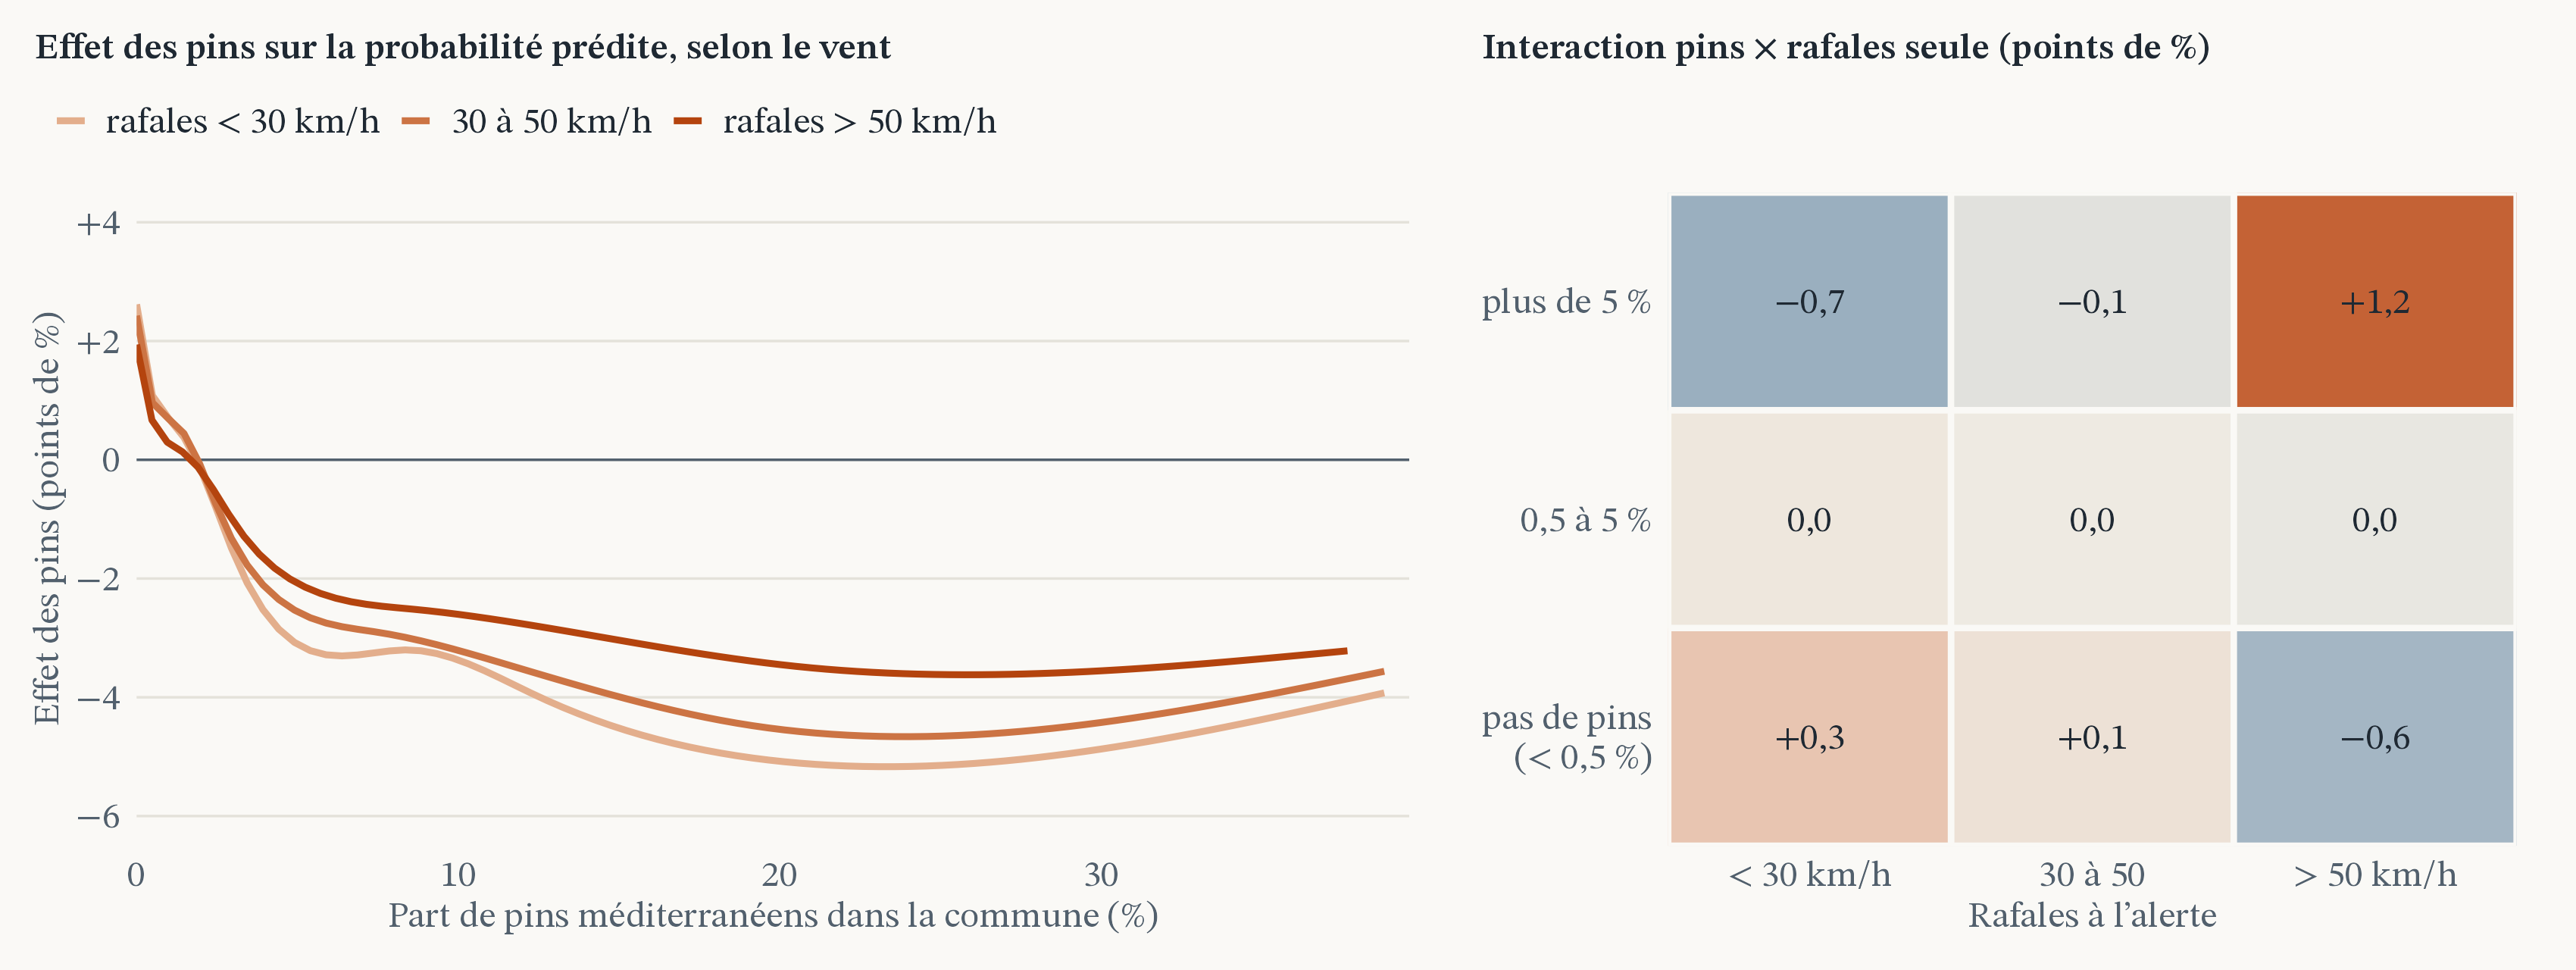 Effet des pins sur la probabilité prédite, selon le vent
rafales < 30 km/h
30 à 50 km/h
rafales > 50 km/h
Effet des pins (points de %)
+4
+2
0
−2
−4
−6
0
10
20
30
Part de pins méditerranéens dans la commune (%)
Interaction pins × rafales seule (points de %)
plus de 5 %
−0,7
−0,1
+1,2
0,5 à 5 %
0,0
0,0
0,0
pas de pins
(< 0,5 %)
+0,3
+0,1
−0,6
< 30 km/h
30 à 50
> 50 km/h
Rafales à l’alerte